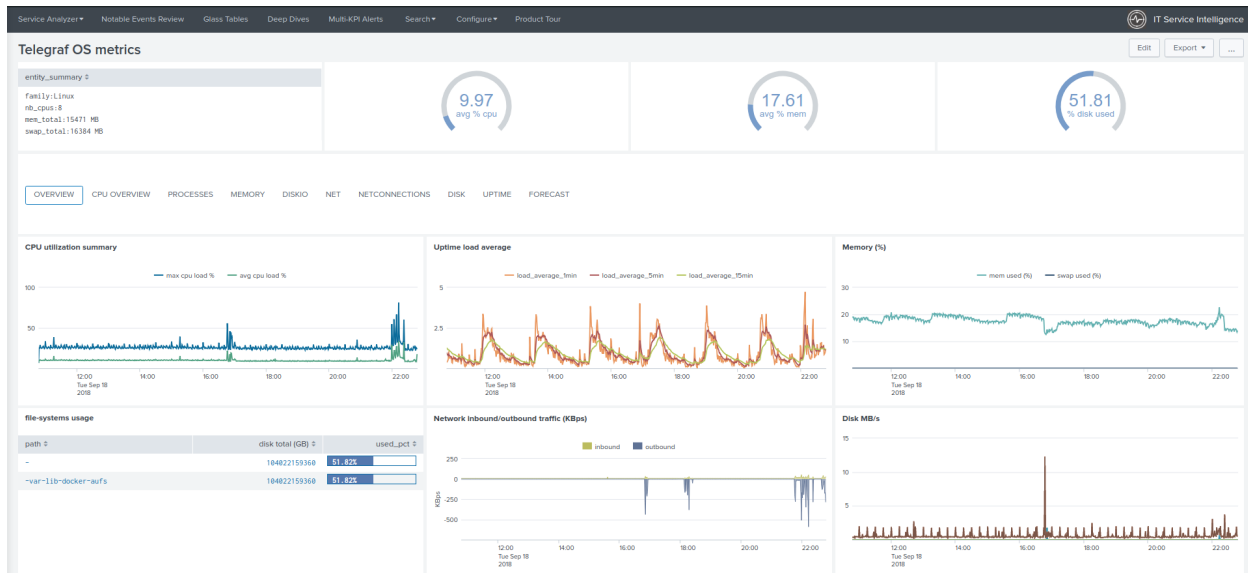 Service Analyzer▾ Notable Events Review Glass Tables Deep Dives Multi-KPI Alerts Search▾ Configure▾ Product Tour IT Service Intelligence
Telegraf OS metrics Edit Export ▾ ...
entity_summary
family:Linux
nb_cpus:8
mem_total:15471 MB
swap_total:16384 MB
9.97
avg % cpu
17.61
avg % mem
51.81
% disk used
OVERVIEW CPU OVERVIEW PROCESSES MEMORY DISKIO NET NETCONNECTIONS DISK UPTIME FORECAST
CPU utilization summary
max cpu load % avg cpu load %
100
50
12:00 14:00 16:00 18:00 20:00 22:00
Tue Sep 18
2018
Uptime load average
load_average_1min load_average_5min load_average_15min
5
2.5
12:00 14:00 16:00 18:00 20:00 22:00
Tue Sep 18
2018
Memory (%)
mem used (%) swap used (%)
30
20
10
12:00 14:00 16:00 18:00 20:00 22:00
Tue Sep 18
2018
file-systems usage
path disk total (GB) used_pct
- 104022159360 51.82%
-var-lib-docker-aufs 104022159360 51.82%
Network inbound/outbound traffic (KBps)
inbound outbound
KBps
250
0
-250
-500
12:00 14:00 16:00 18:00 20:00 22:00
Tue Sep 18
2018
Disk MB/s
15
10
5
12:00 14:00 16:00 18:00 20:00 22:00
Tue Sep 18
2018